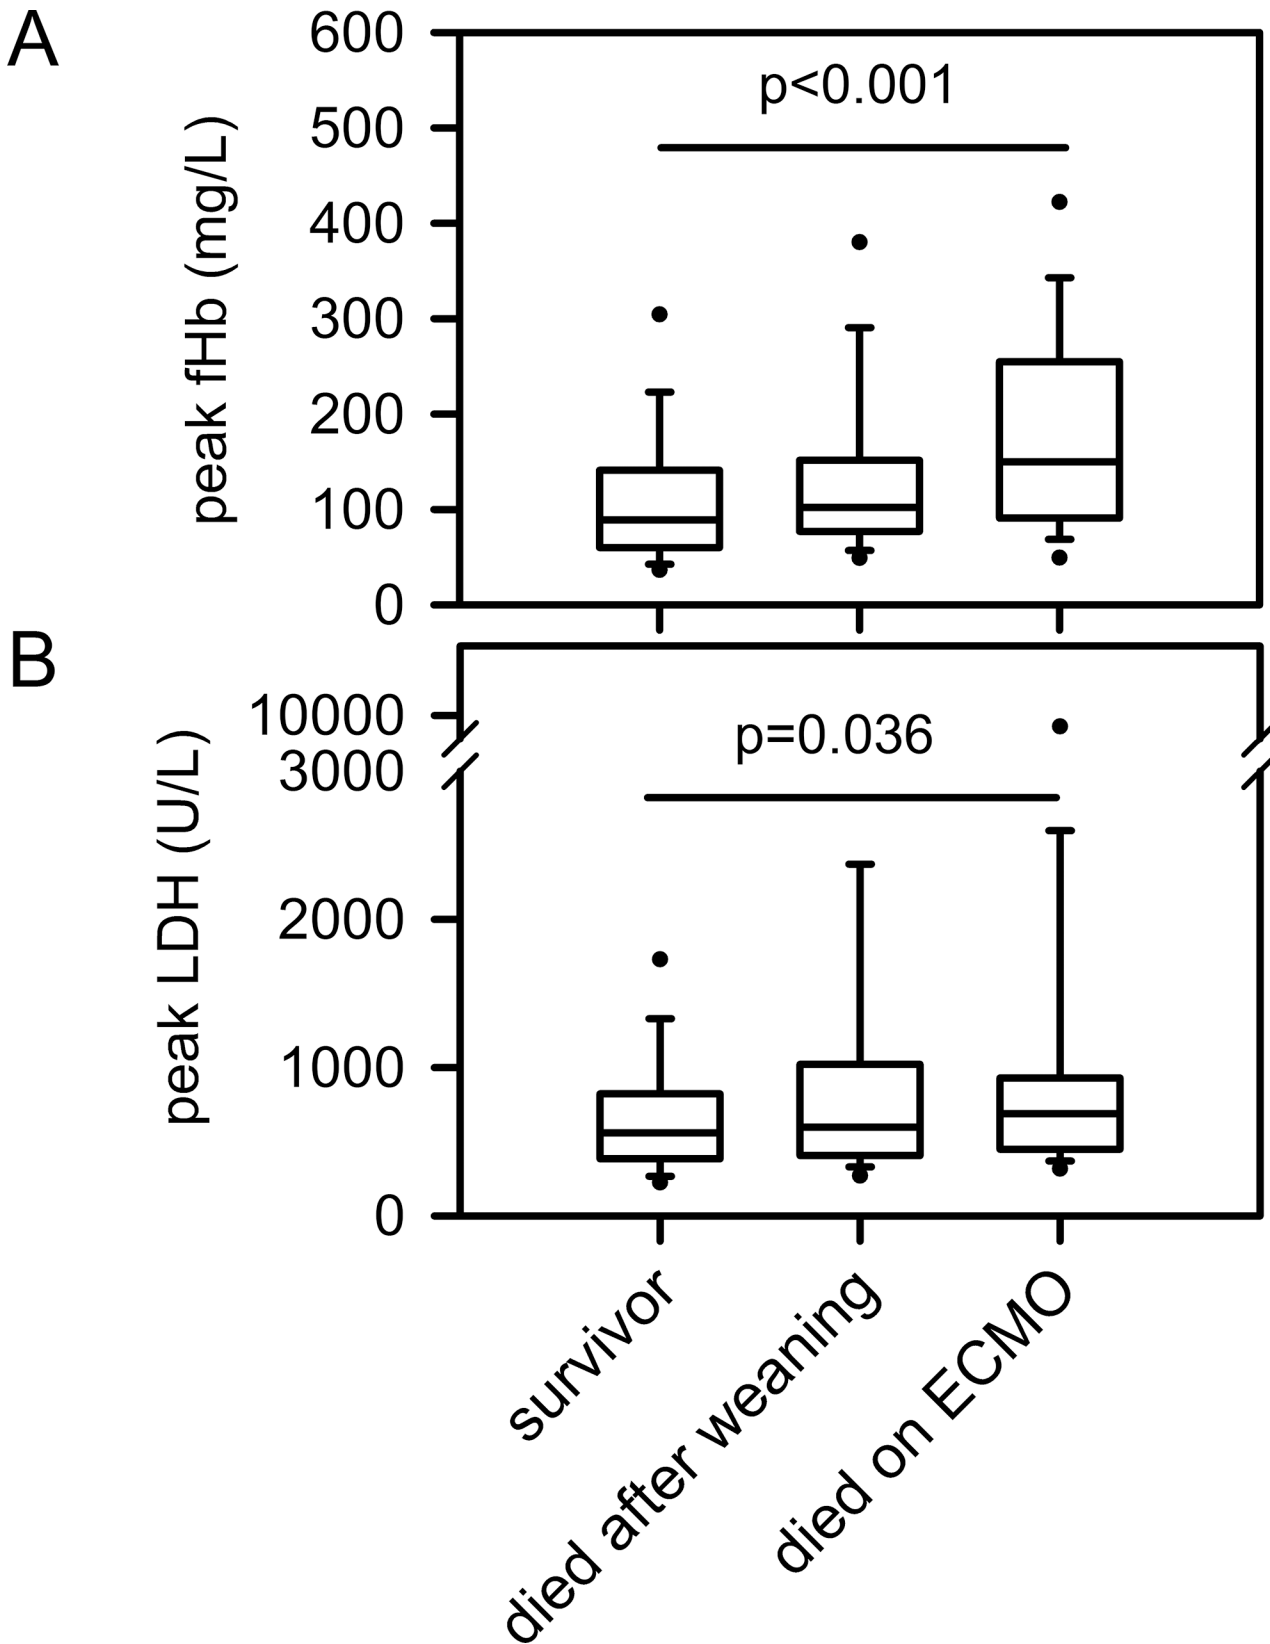 A
600
500
400
300
200
100
0
peak fHb (mg/L)
p<0.001
B
10000
3000
2000
1000
0
peak LDH (U/L)
p=0.036
survivor
died after weaning
died on ECMO